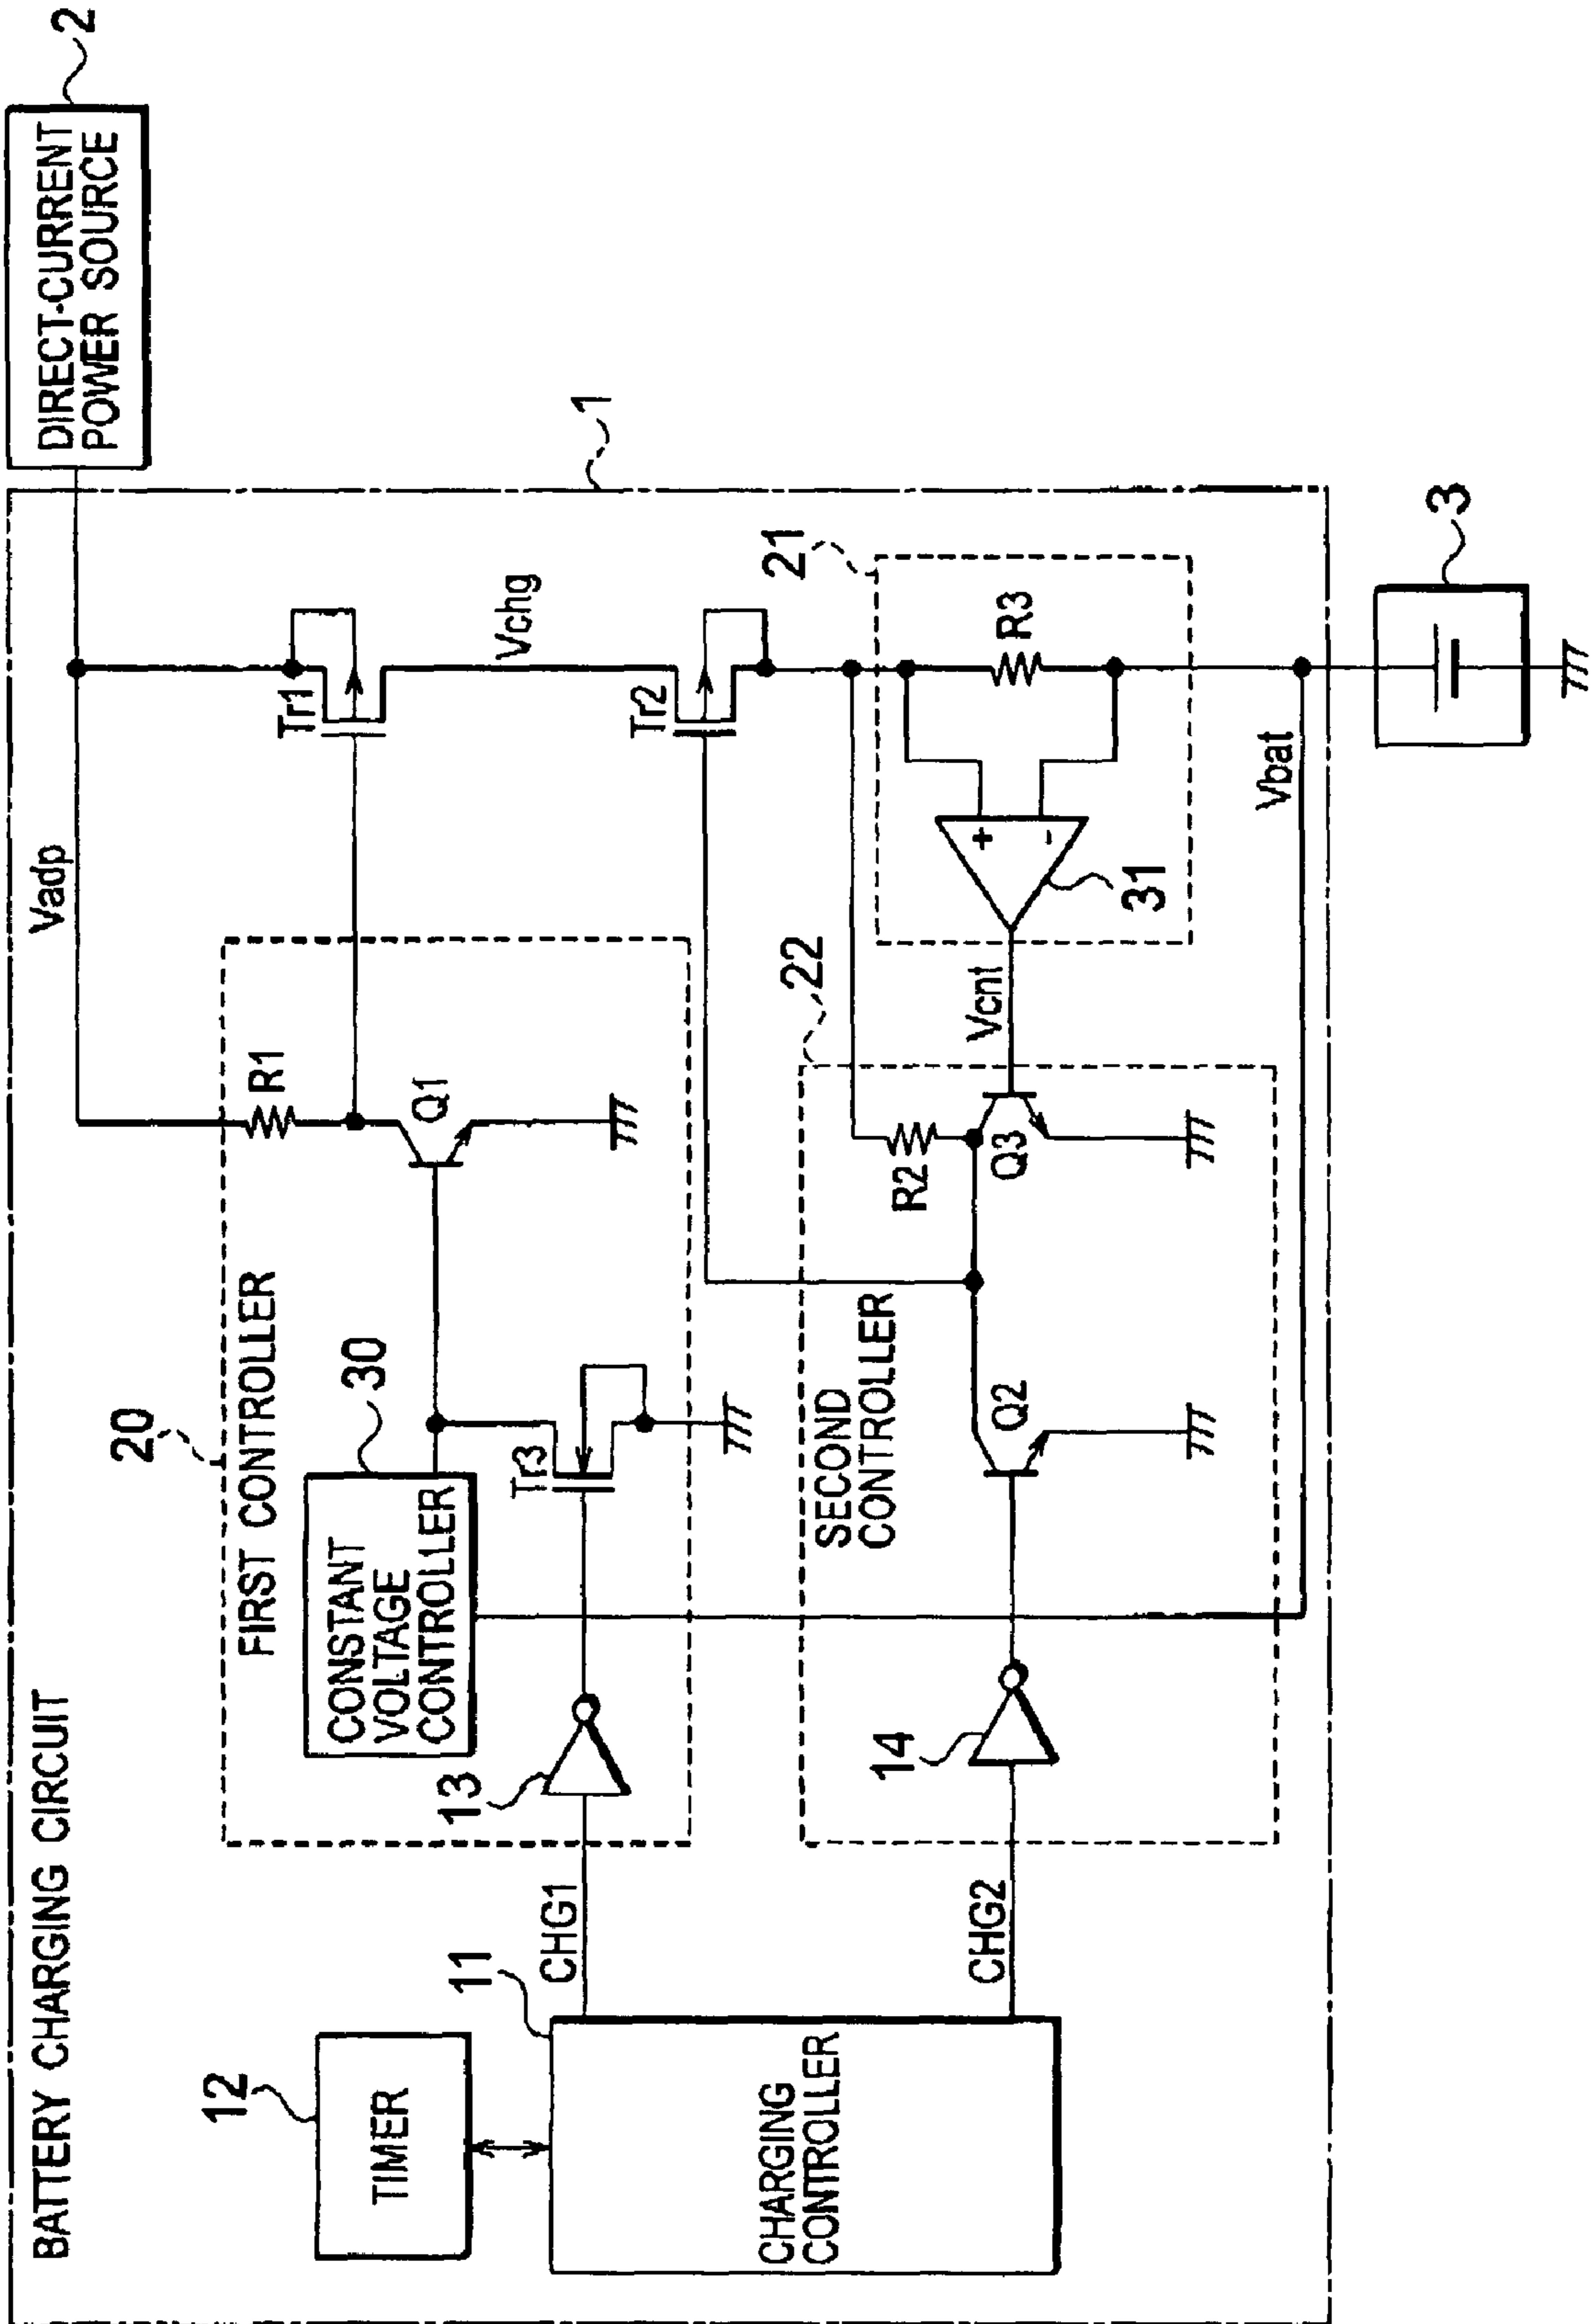 BATTERY CHARGING CIRCUIT
DIRECT-CURRENT
POWER SOURCE
2
1
Vadp
20
FIRST CONTROLLER
R1
Q1
Tr1
Vchg
CONSTANT
VOLTAGE
CONTROLLER
30
Tr3
13
12
TIMER
11
CHARGING
CONTROLLER
CHG1
CHG2
14
SECOND
CONTROLLER
22
Q2
R2
Q3
Vcnt
Tr2
21
R3
+
-
31
Vbat
3